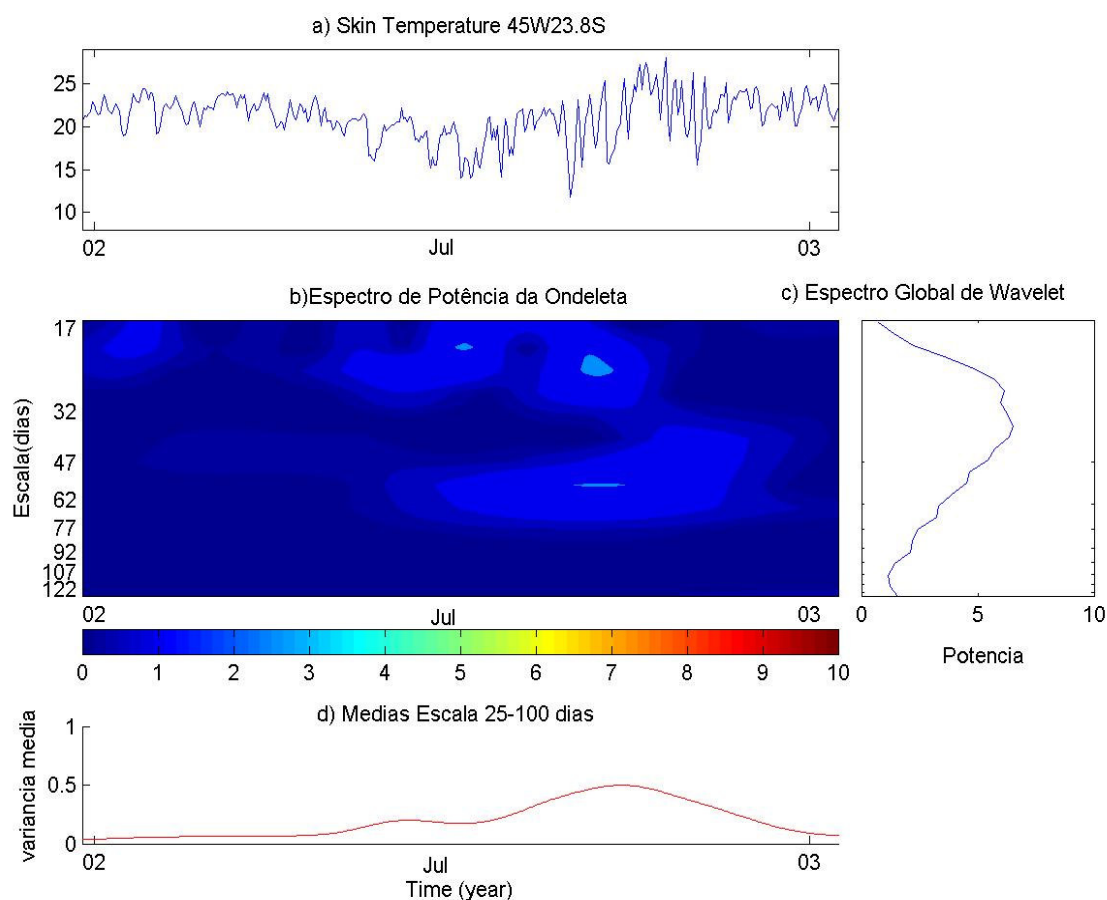 a) Skin Temperature 45W23.8S
25
20
15
10
02 Jul 03
b)Espectro de Potência da Ondeleta
c) Espectro Global de Wavelet
Escala(dias)
17
32
47
62
77
92
107
122
02 Jul 03
0 5 10
Potencia
0 1 2 3 4 5 6 7 8 9 10
d) Medias Escala 25-100 dias
variancia media
1
0.5
0
02 Jul 03
Time (year)